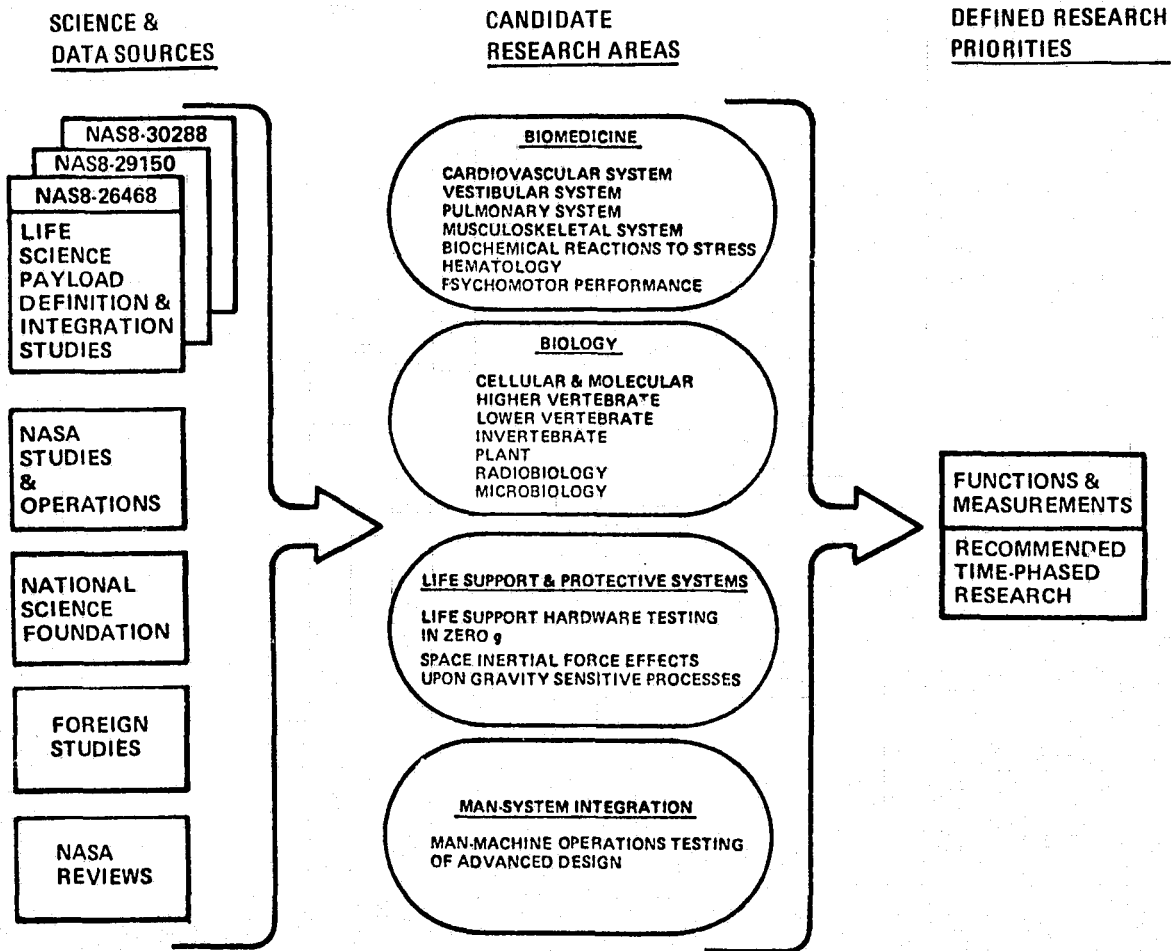 SCIENCE &
DATA SOURCES
NAS8-30288
NAS8-29150
NAS8-26468
LIFE
SCIENCE
PAYLOAD
DEFINITION &
INTEGRATION
STUDIES
NASA
STUDIES
&
OPERATIONS
NATIONAL
SCIENCE
FOUNDATION
FOREIGN
STUDIES
NASA
REVIEWS
CANDIDATE
RESEARCH AREAS
BIOMEDICINE
CARDIOVASCULAR SYSTEM
VESTIBULAR SYSTEM
PULMONARY SYSTEM
MUSCULOSKELETAL SYSTEM
BIOCHEMICAL REACTIONS TO STRESS
HEMATOLOGY
PSYCHOMOTOR PERFORMANCE
BIOLOGY
CELLULAR & MOLECULAR
HIGHER VERTEBRATE
LOWER VERTEBRATE
INVERTEBRATE
PLANT
RADIOBIOLOGY
MICROBIOLOGY
LIFE SUPPORT & PROTECTIVE SYSTEMS
LIFE SUPPORT HARDWARE TESTING
IN ZERO g
SPACE INERTIAL FORCE EFFECTS
UPON GRAVITY SENSITIVE PROCESSES
MAN-SYSTEM INTEGRATION
MAN-MACHINE OPERATIONS TESTING
OF ADVANCED DESIGN
DEFINED RESEARCH
PRIORITIES
FUNCTIONS &
MEASUREMENTS
RECOMMENDED
TIME-PHASED
RESEARCH